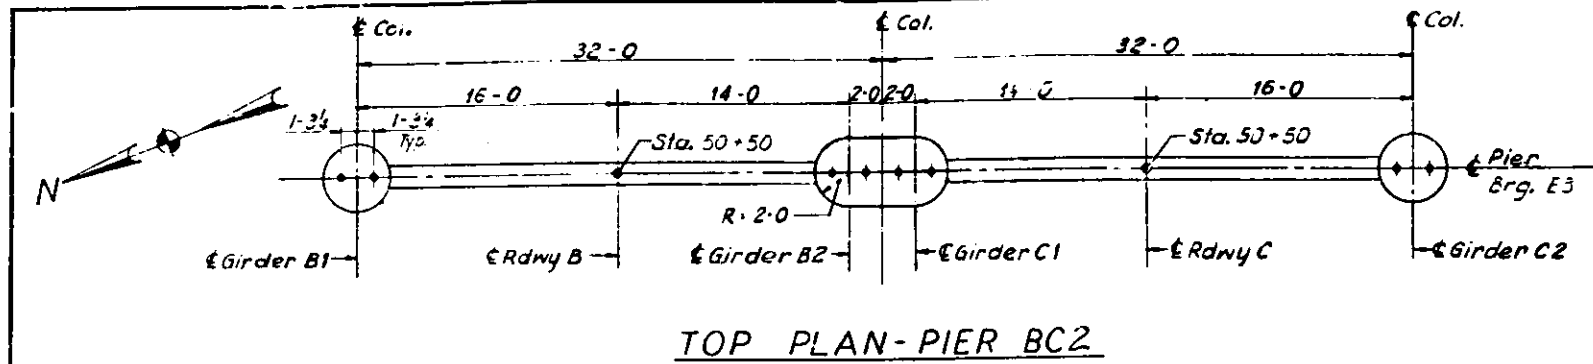 ℄ Col.
℄ Col.
℄ Col.
32-0
32-0
16-0
14-0
2-0
2-0
14-0
16-0
1-3¼
1-3¼
Typ.
Sta. 50+50
Sta. 50+50
N
℄ Pier
Brg. E3
R=2-0
℄ Girder B1
℄ Rdwy B
℄ Girder B2
℄ Girder C1
℄ Rdwy C
℄ Girder C2
TOP PLAN-PIER BC2